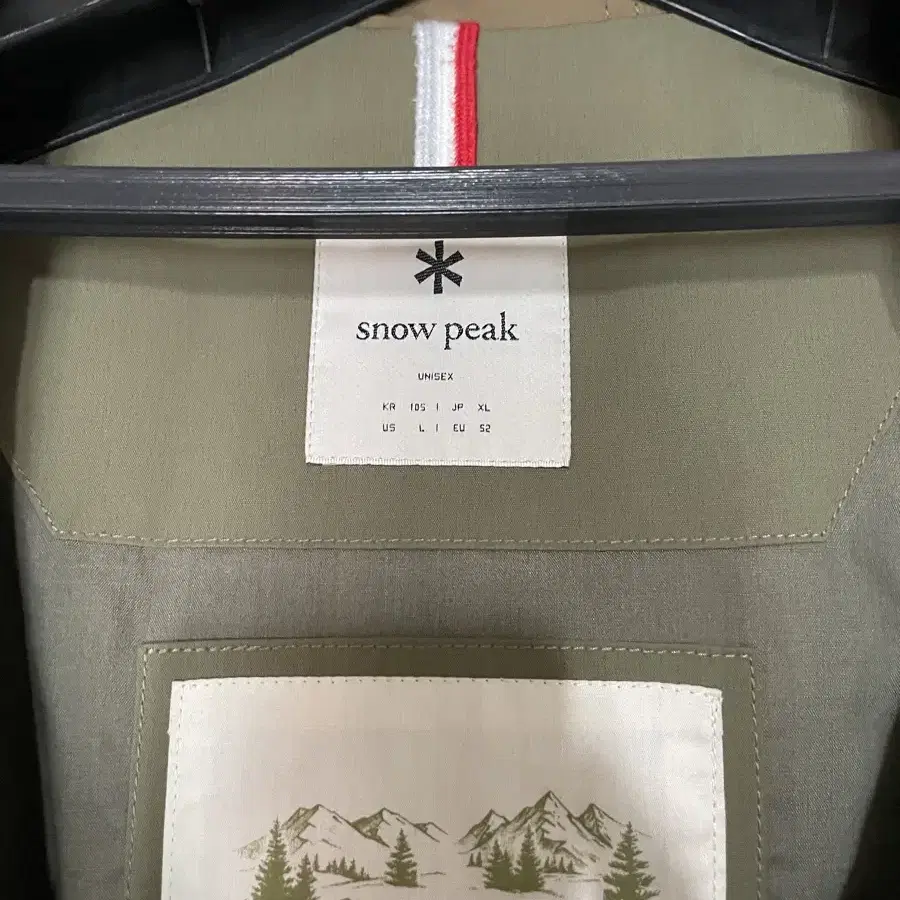 snow peak
UNISEX
KR 105 | JP XL
US L | EU 52